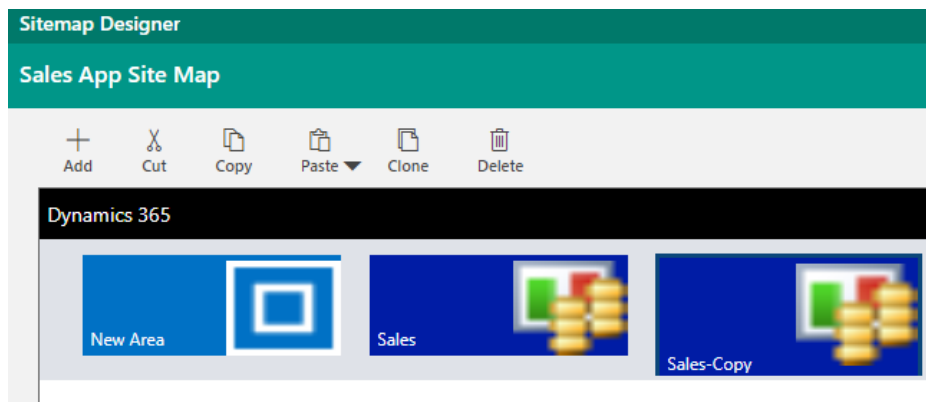 Sitemap Designer
Sales App Site Map
Add Cut Copy Paste Clone Delete
Dynamics 365
New Area Sales Sales-Copy